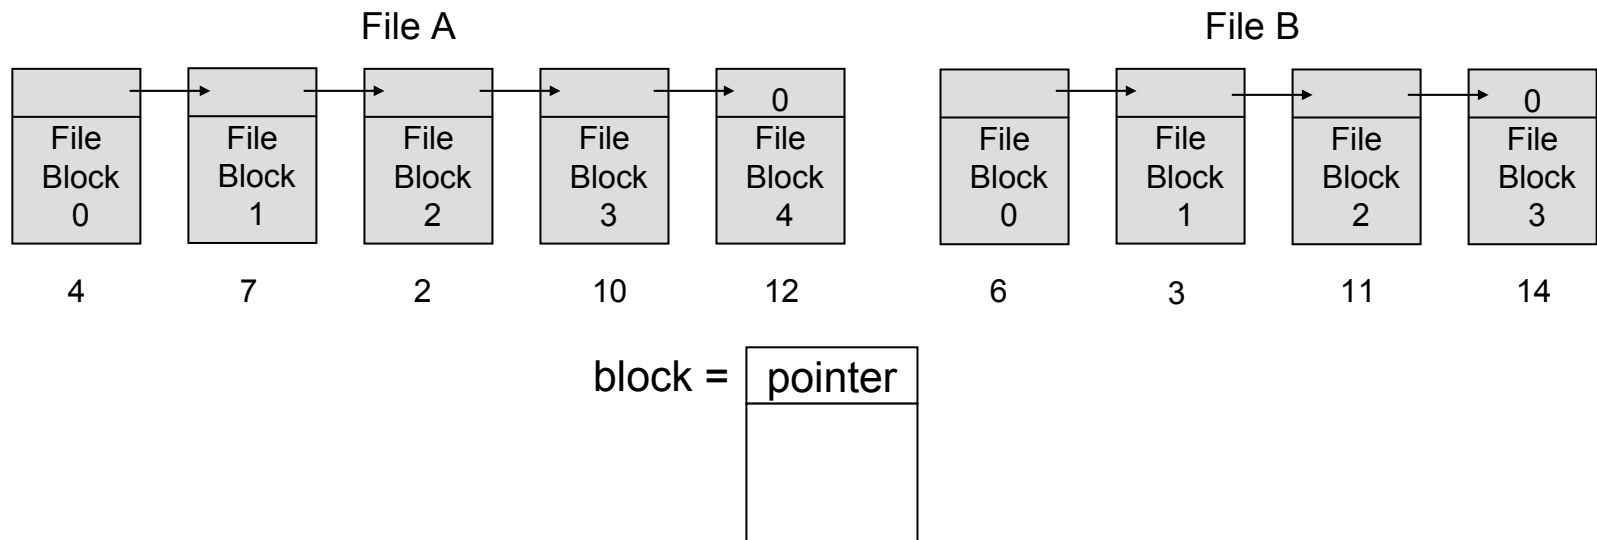 File A
File B
0
0
File Block 0
File Block 1
File Block 2
File Block 3
File Block 4
File Block 0
File Block 1
File Block 2
File Block 3
4 7 2 10 12
6 3 11 14
block = pointer